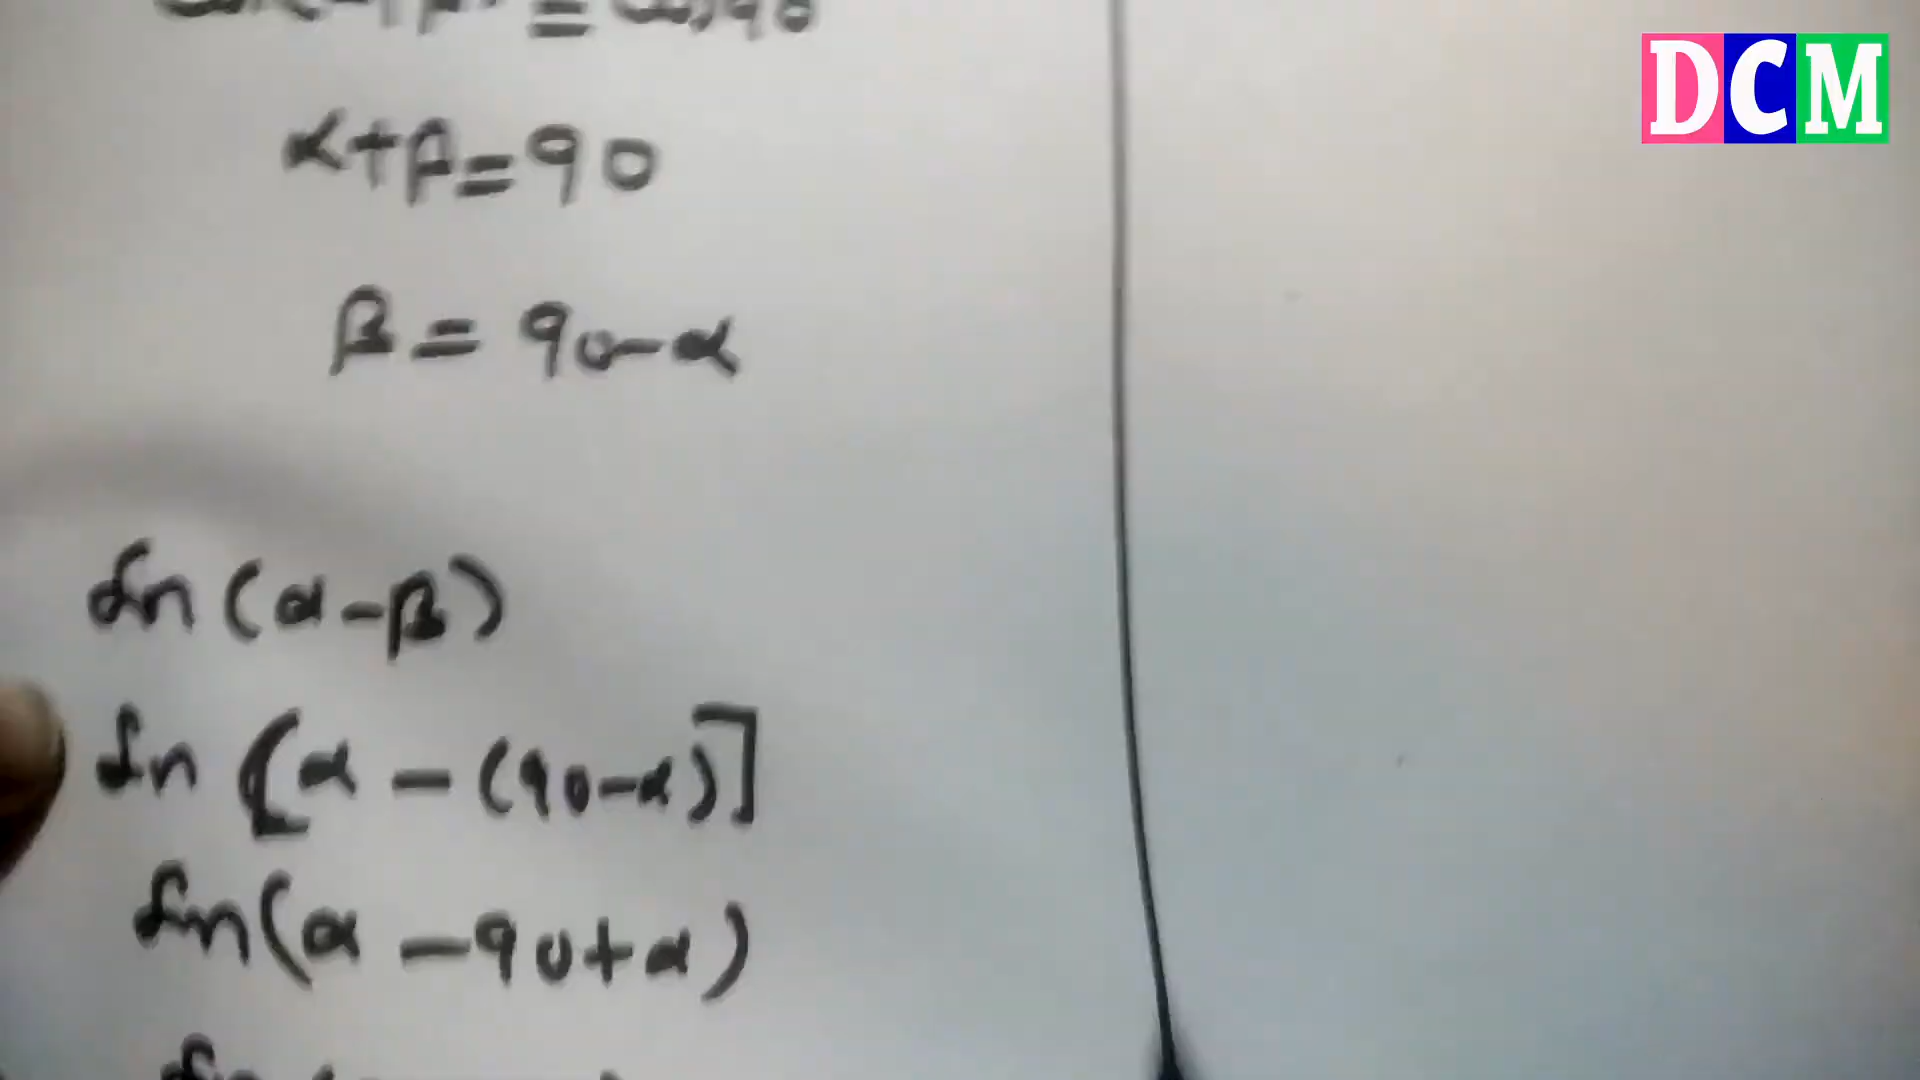 α+β=90
β = 90-α
DCM
sin (α-β)
sin [α - (90-α)]
sin(α - 90+α)